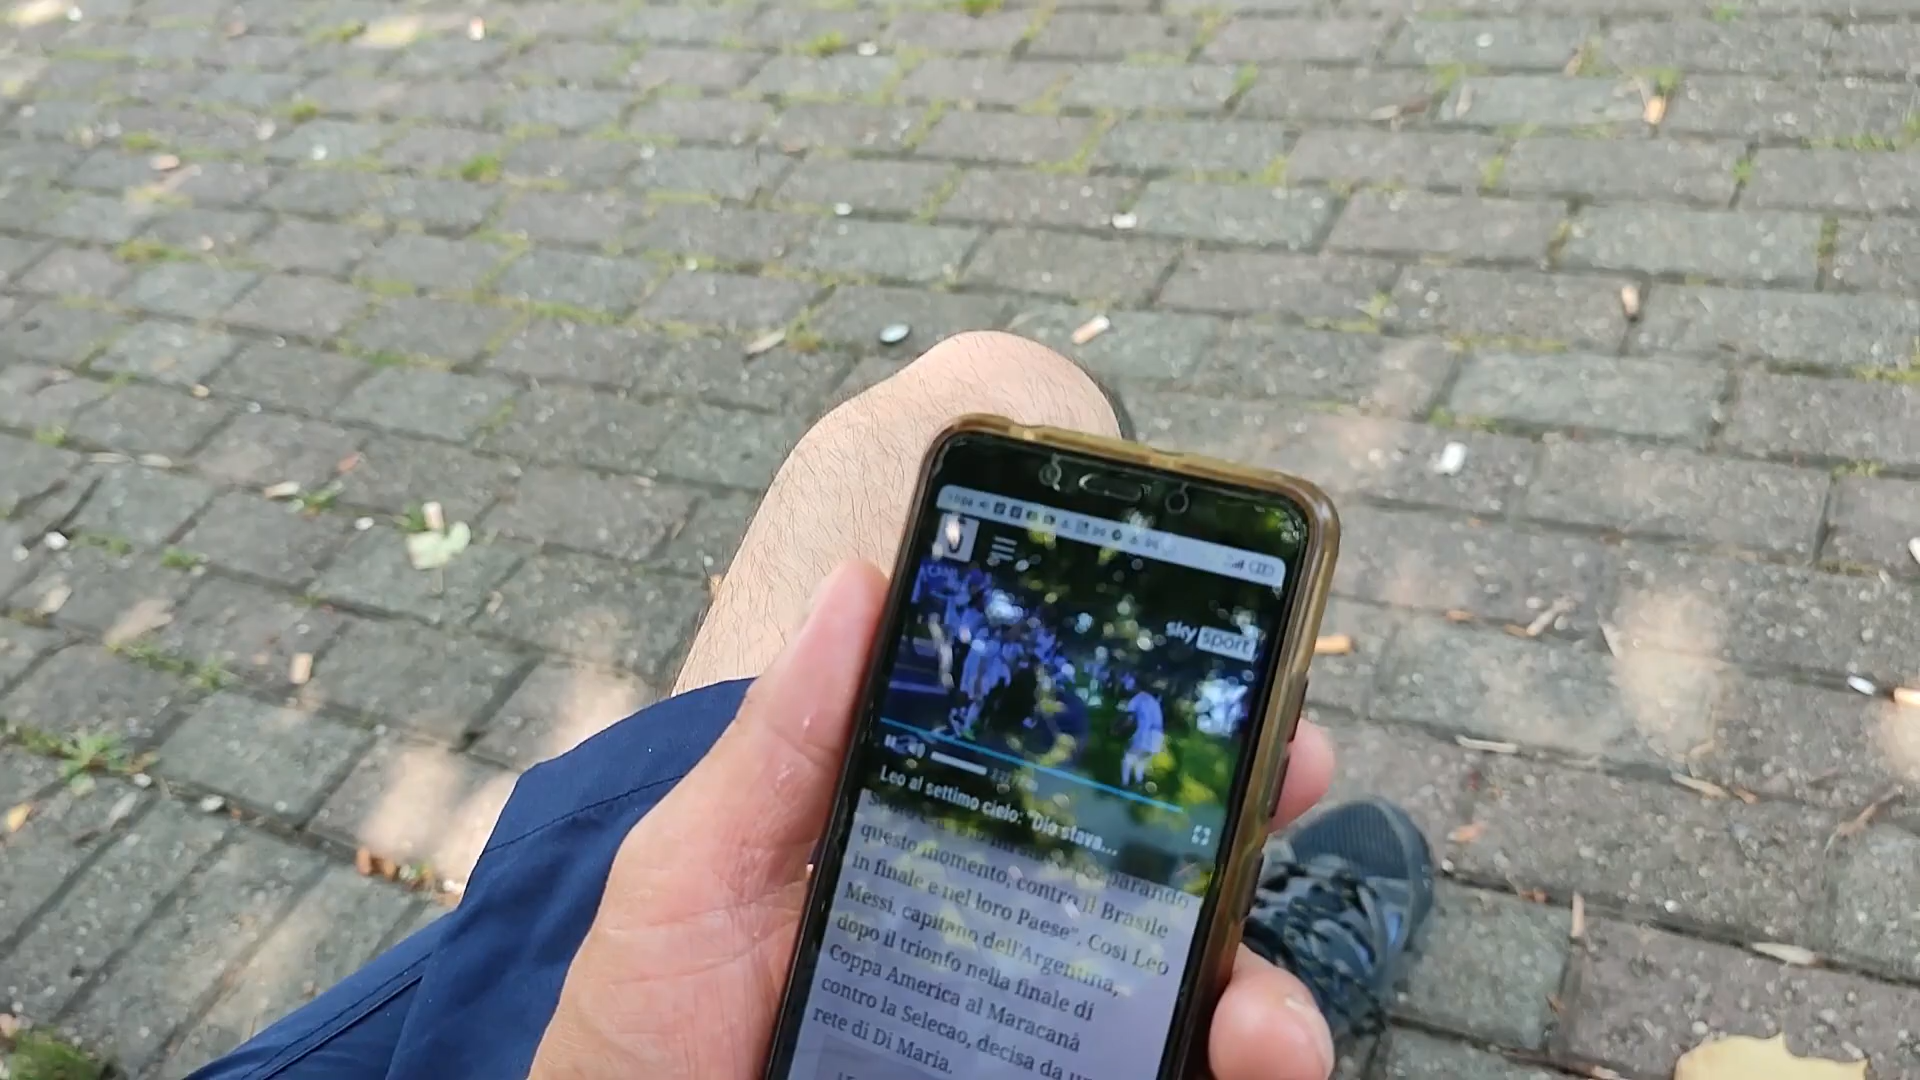 sky sport
Leo al settimo cielo: "Dio stava...
parando
questo momento, contro il Brasile
in finale e nel loro Paese". Così Leo
Messi, capitano dell'Argentina,
dopo il trionfo nella finale di
Coppa America al Maracanà
contro la Selecao, decisa da
rete di Di Maria.